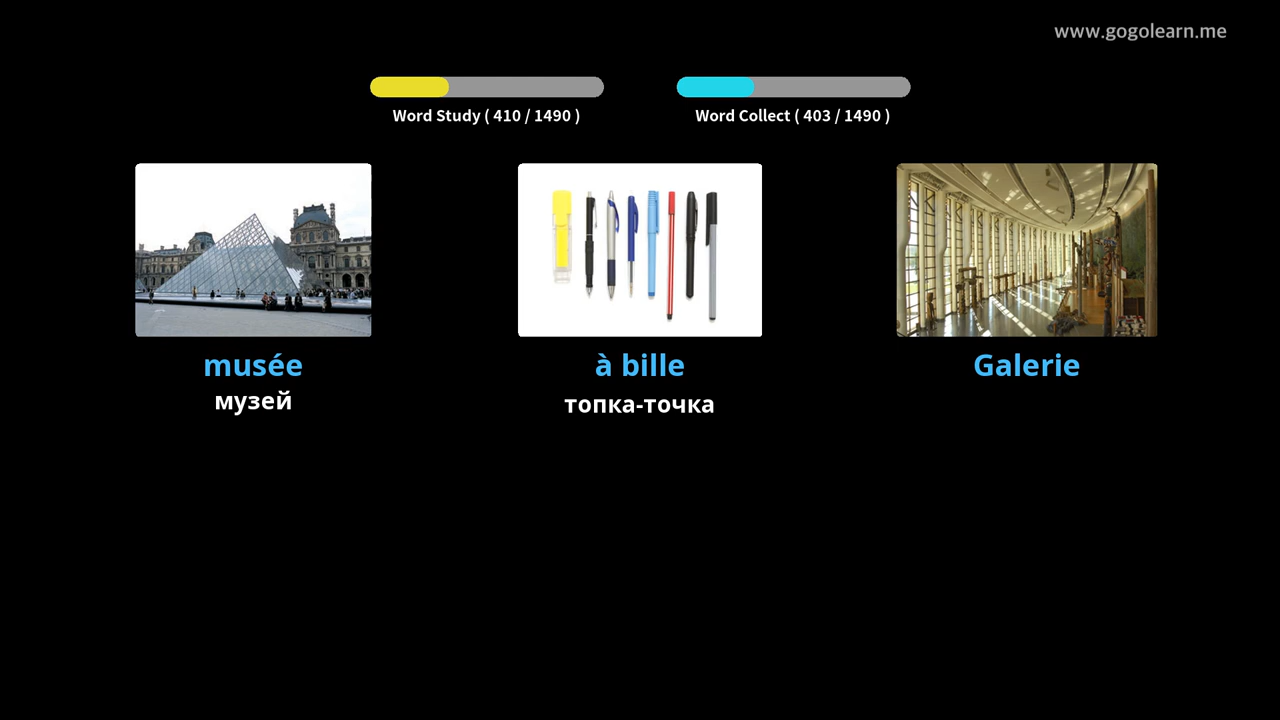 www.gogolearn.me
Word Study ( 410 / 1490 )
Word Collect ( 403 / 1490 )
musée
музей
à bille
топка-точка
Galerie